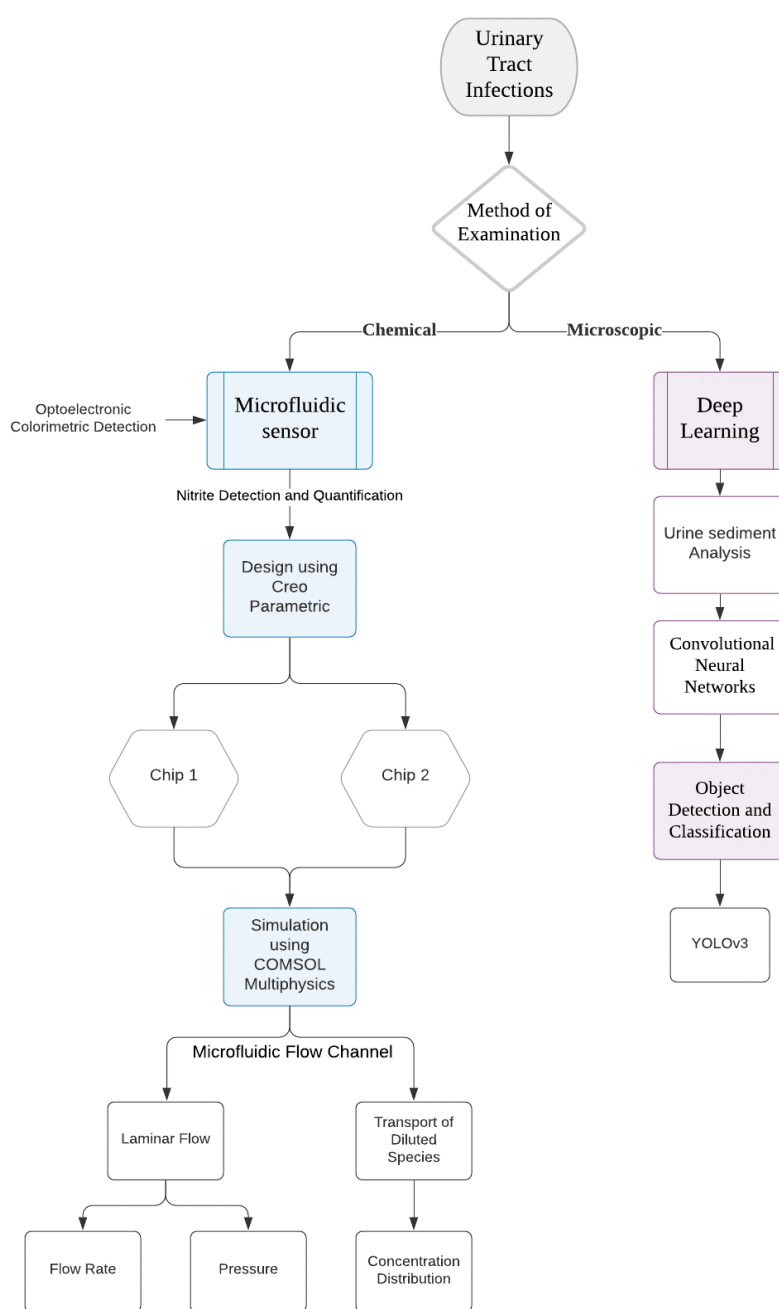 Urinary
Tract
Infections
Method of
Examination
Chemical
Microscopic
Optoelectronic
Colorimetric Detection
Microfluidic
sensor
Deep
Learning
Nitrite Detection and Quantification
Urine sediment
Analysis
Design using
Creo
Parametric
Convolutional
Neural
Networks
Chip 1
Chip 2
Object
Detection and
Classification
Simulation
using
COMSOL
Multiphysics
YOLOv3
Microfluidic Flow Channel
Laminar Flow
Transport of
Diluted
Species
Flow Rate
Pressure
Concentration
Distribution